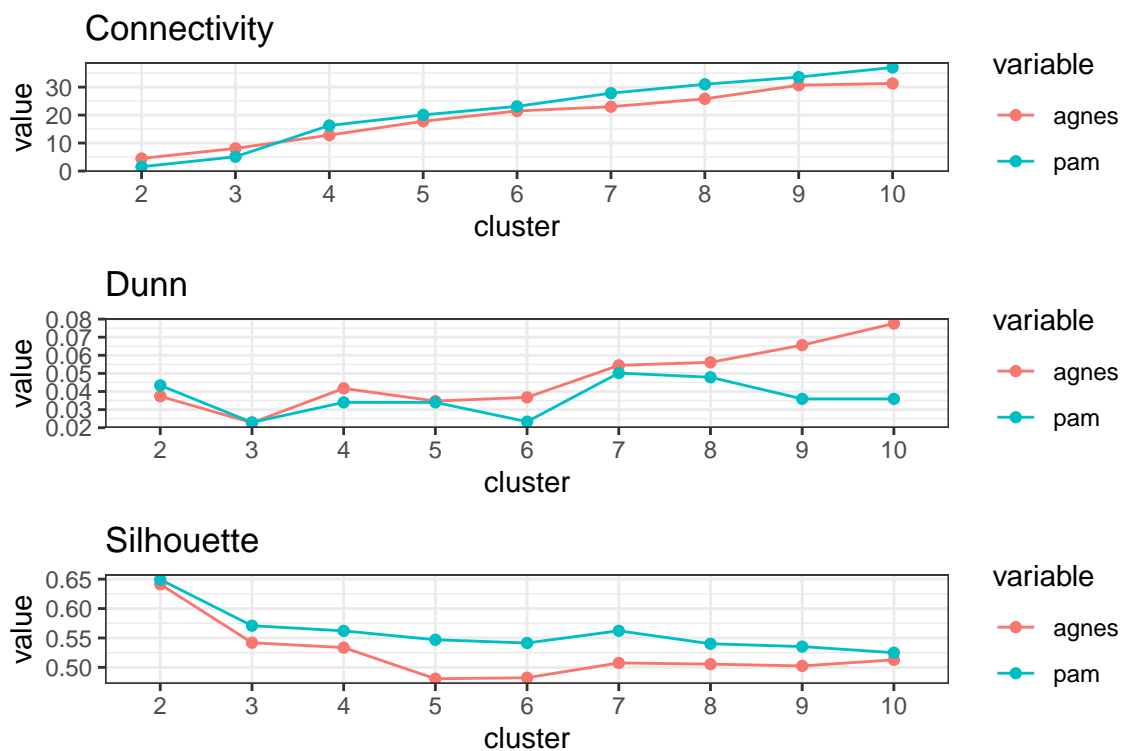 Connectivity
value
30
20
10
0
2 3 4 5 6 7 8 9 10
cluster
variable
agnes
pam
Dunn
value
0.08
0.07
0.06
0.05
0.04
0.03
0.02
2 3 4 5 6 7 8 9 10
cluster
variable
agnes
pam
Silhouette
value
0.65
0.60
0.55
0.50
2 3 4 5 6 7 8 9 10
cluster
variable
agnes
pam